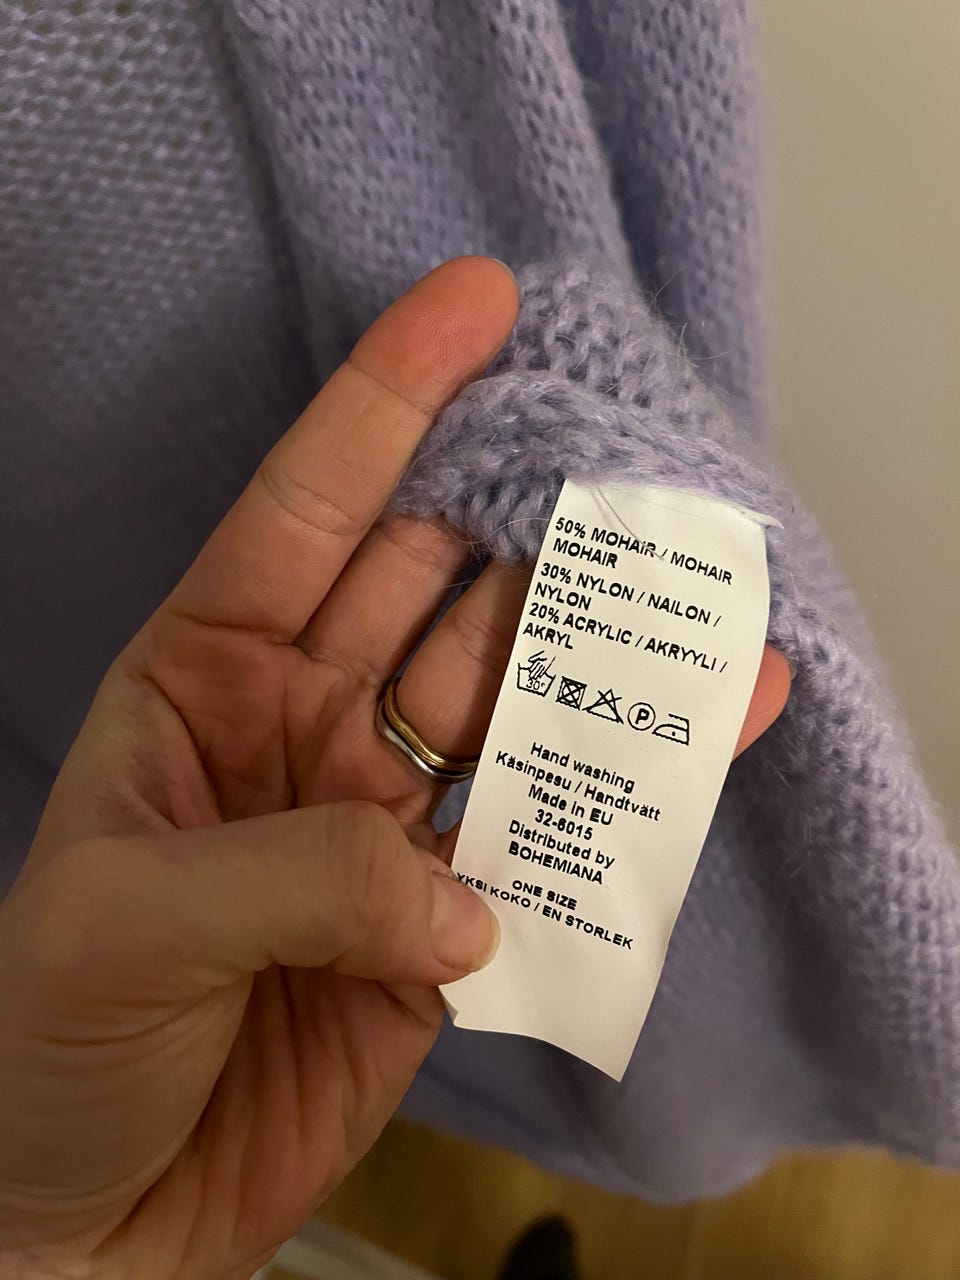 50% MOHAIR / MOHAIR
MOHAIR
30% NYLON / NAILON /
NYLON
20% ACRYLIC / AKRYYLI /
AKRYL
30°
P
Hand washing
Käsinpesu / Handtvätt
Made in EU
32-6015
Distributed by
BOHEMIANA
ONE SIZE
YKSI KOKO / EN STORLEK